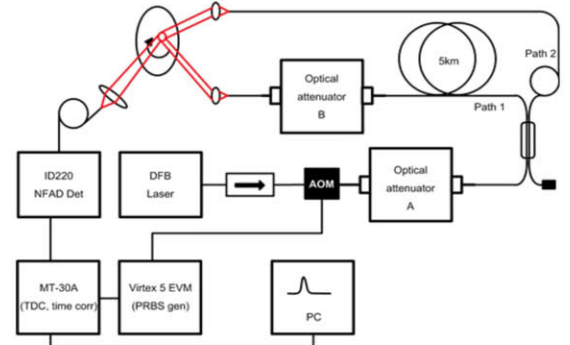 5km
Path 2
Path 1
Optical
attenuator
B
ID220
NFAD Det
DFB
Laser
AOM
Optical
attenuator
A
MT-30A
(TDC, time corr)
Virtex 5 EVM
(PRBS gen)
PC